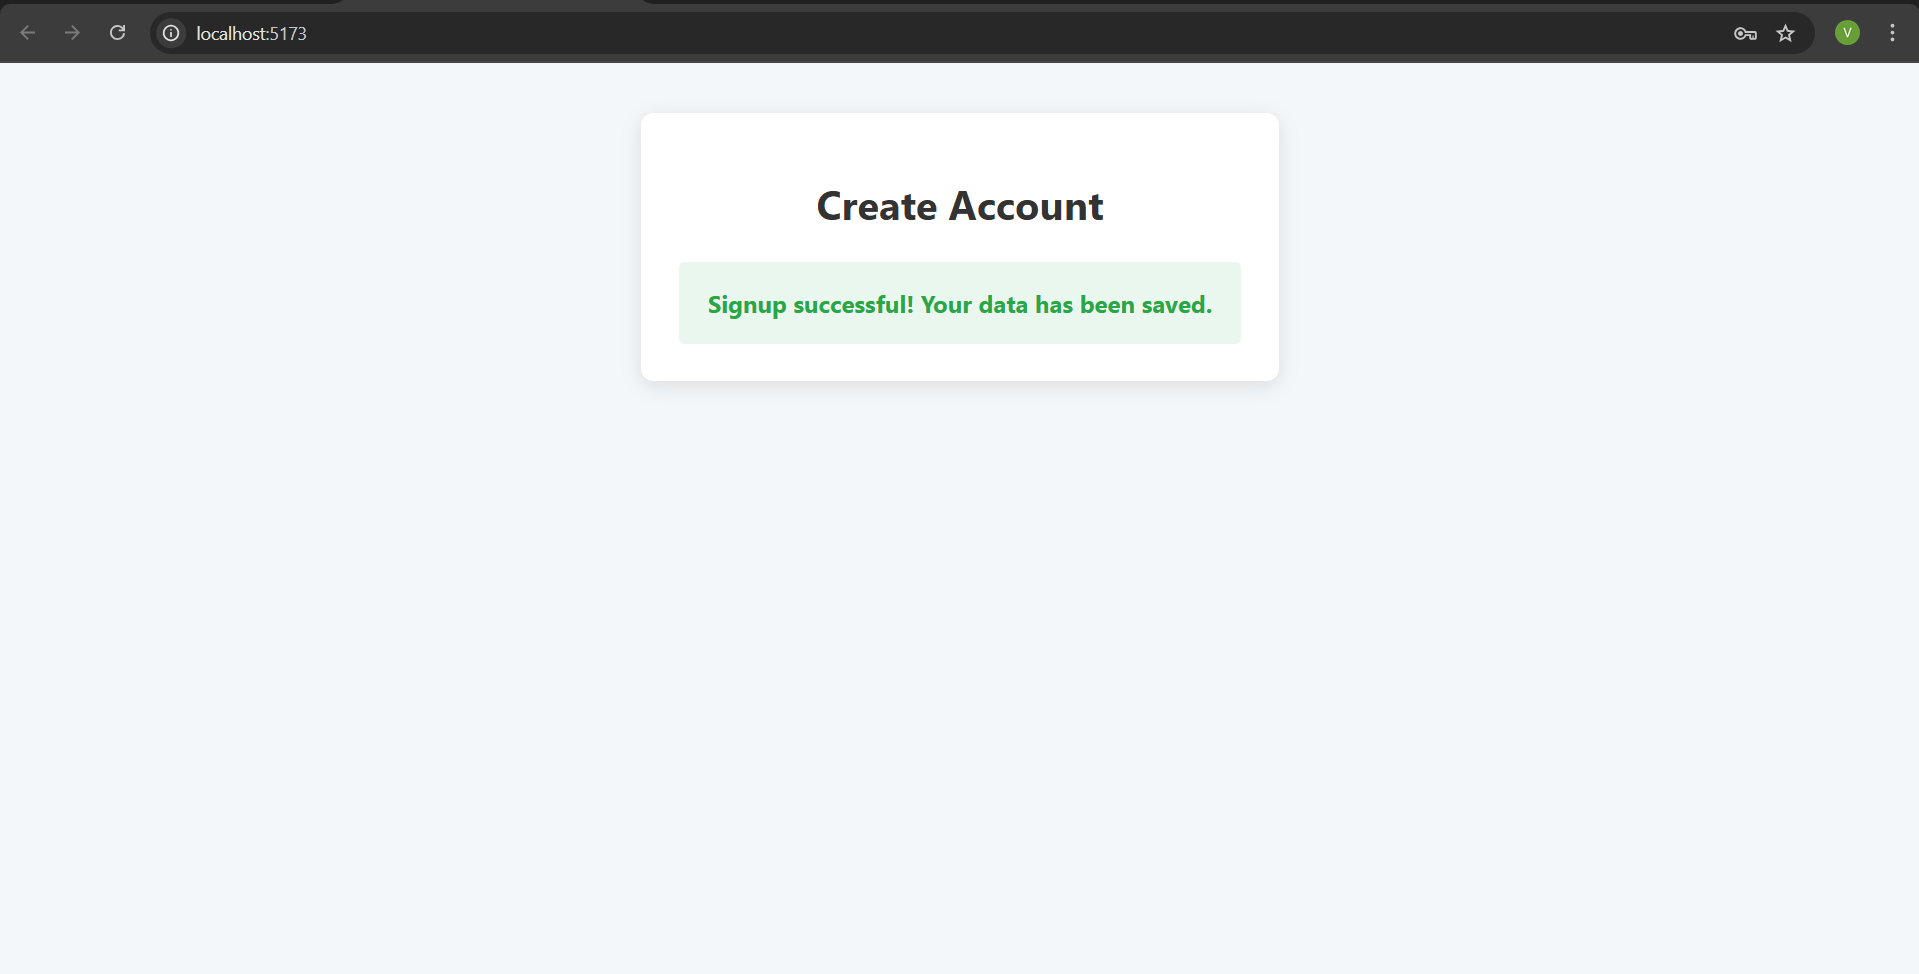 localhost:5173
V
Create Account
Signup successful! Your data has been saved.